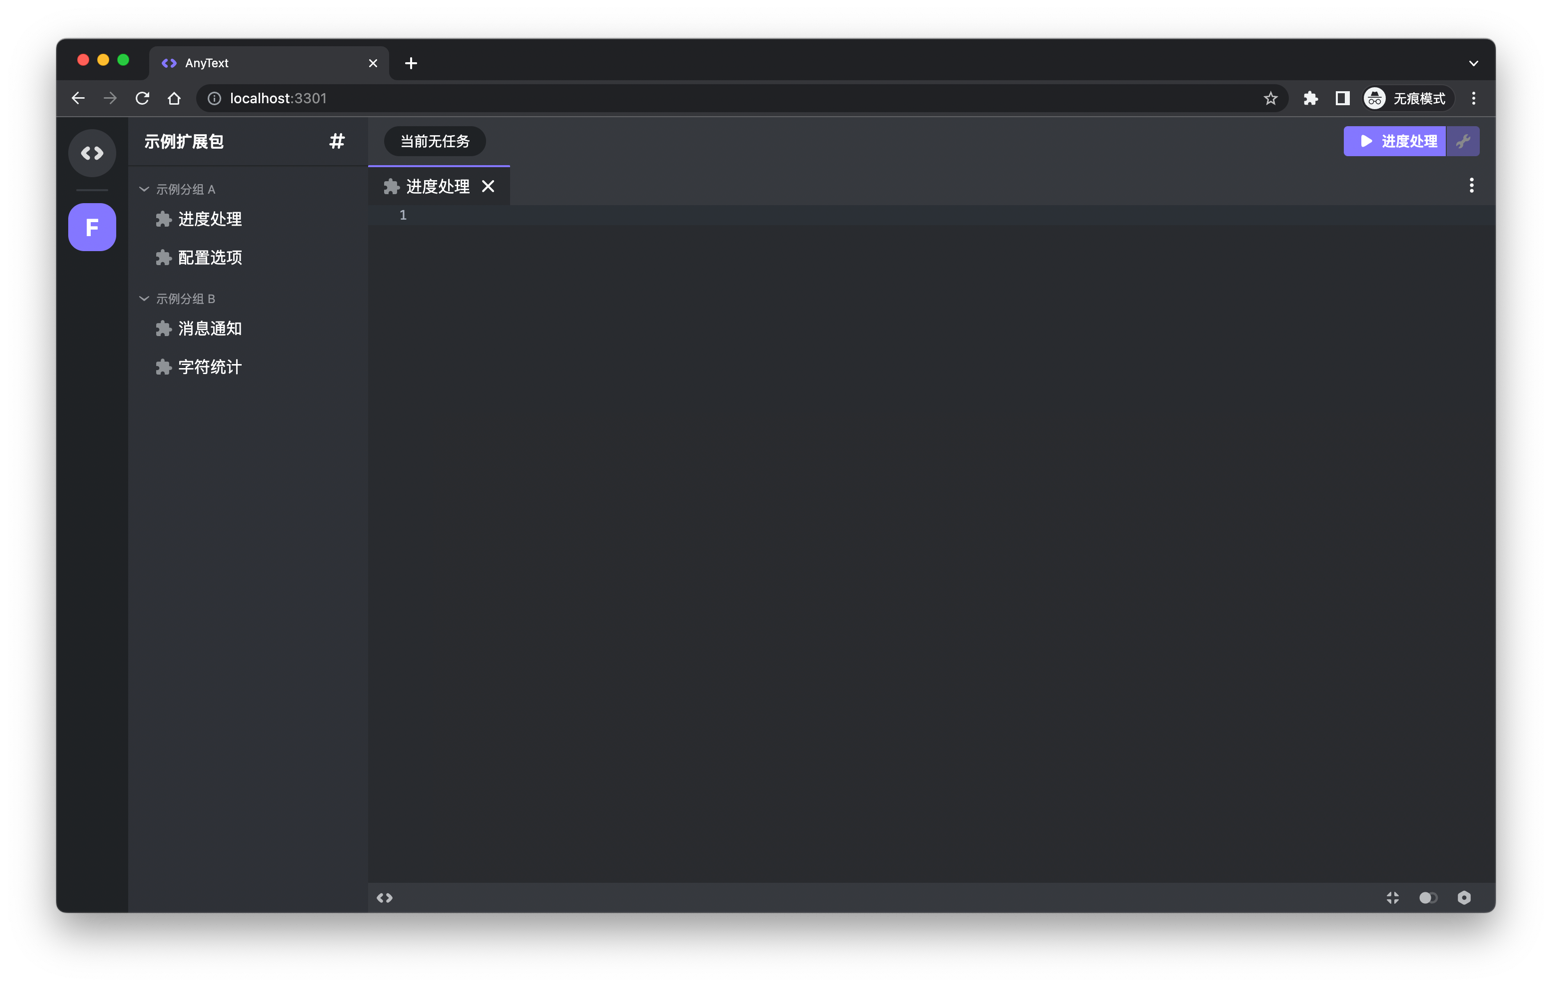 AnyText
localhost:3301
无痕模式
示例扩展包 #
当前无任务
进度处理
F
示例分组 A
进度处理
配置选项
示例分组 B
消息通知
字符统计
进度处理
1